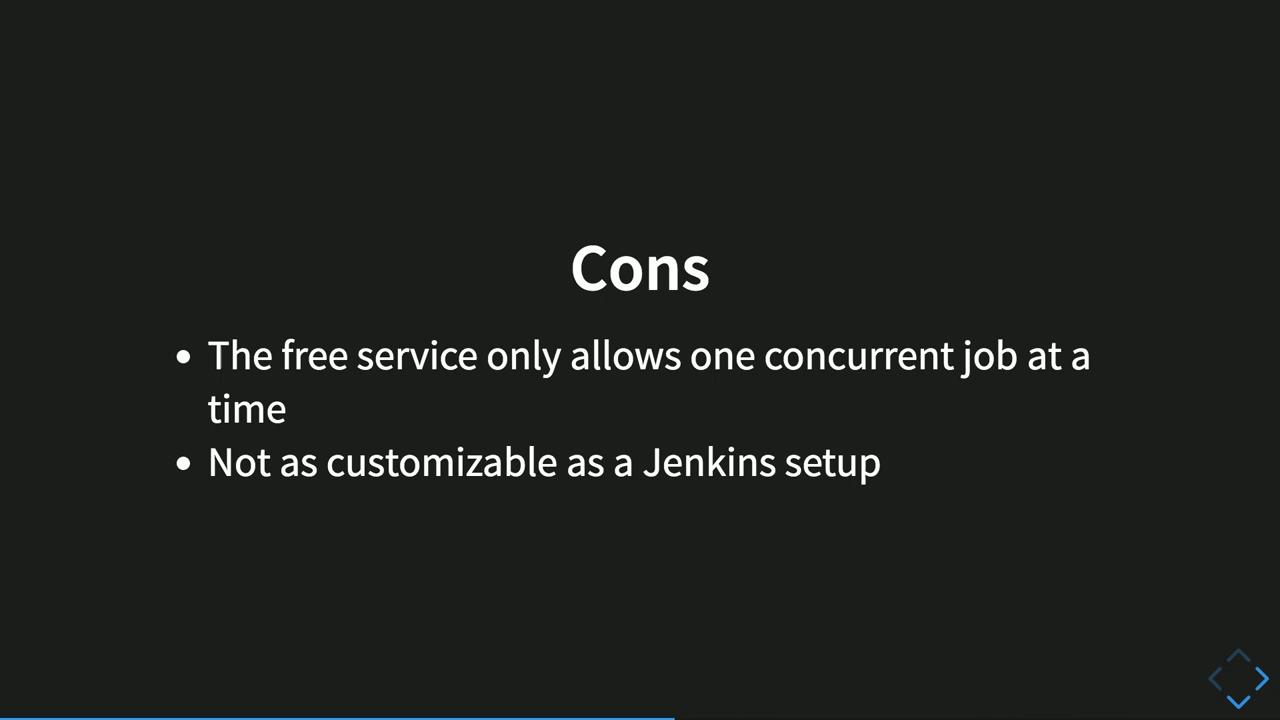 Cons
• The free service only allows one concurrent job at a
time
• Not as customizable as a Jenkins setup